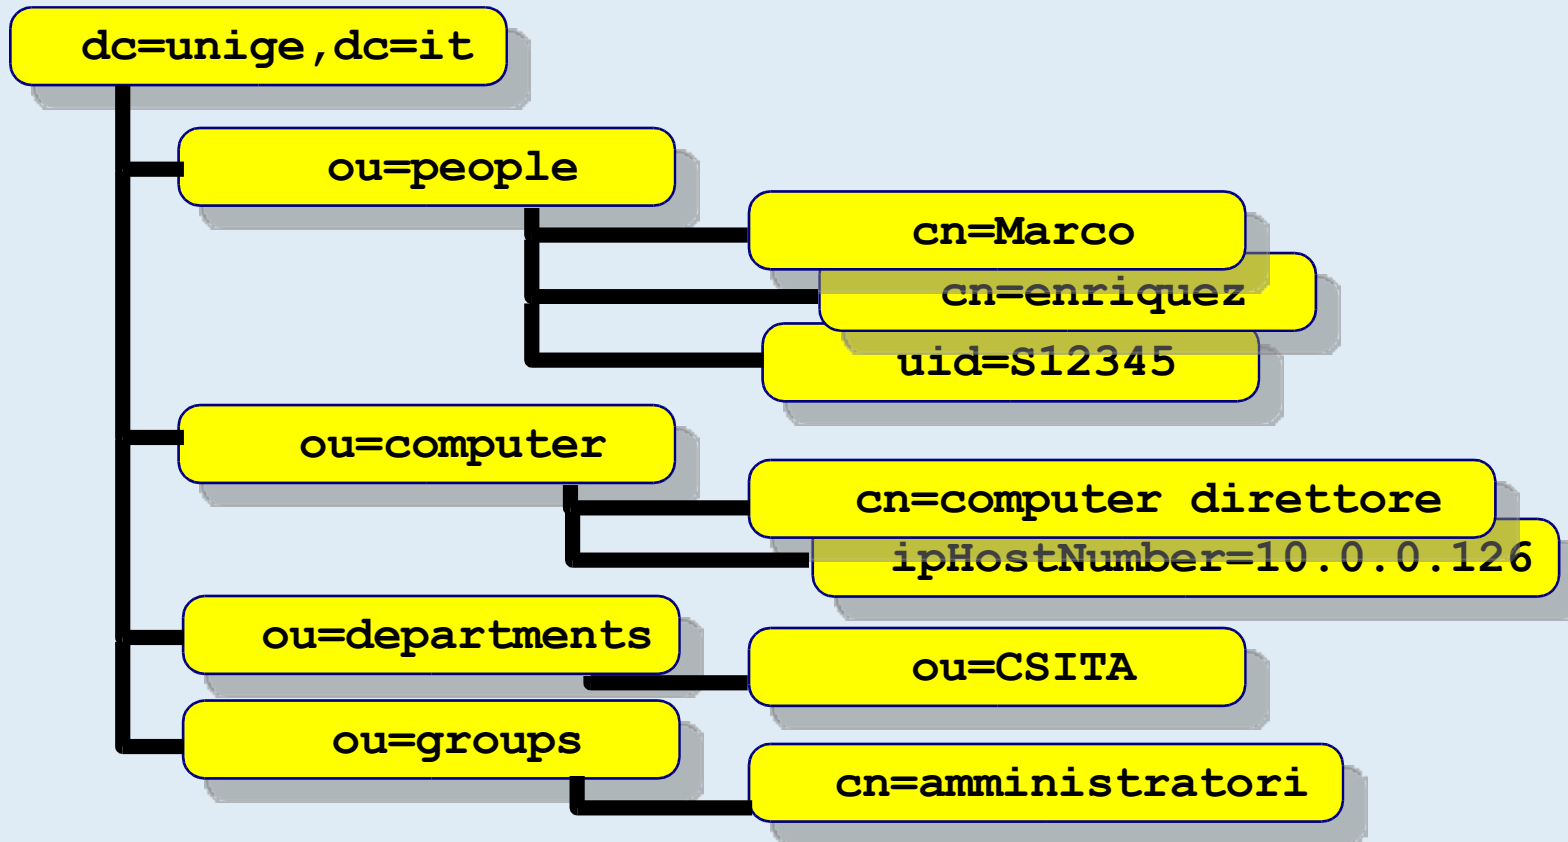 dc=unige,dc=it
ou=people
cn=Marco
cn=enriquez
uid=S12345
ou=computer
cn=computer direttore
ipHostNumber=10.0.0.126
ou=departments
ou=CSITA
ou=groups
cn=amministratori